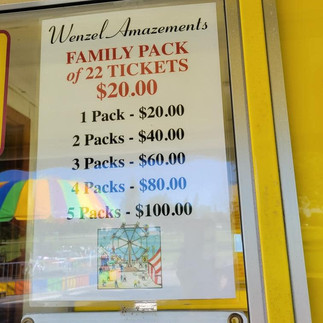 Wenzel Amazements
FAMILY PACK
of 22 TICKETS
$20.00
1 Pack - $20.00
2 Packs - $40.00
3 Packs - $60.00
4 Packs - $80.00
5 Packs - $100.00